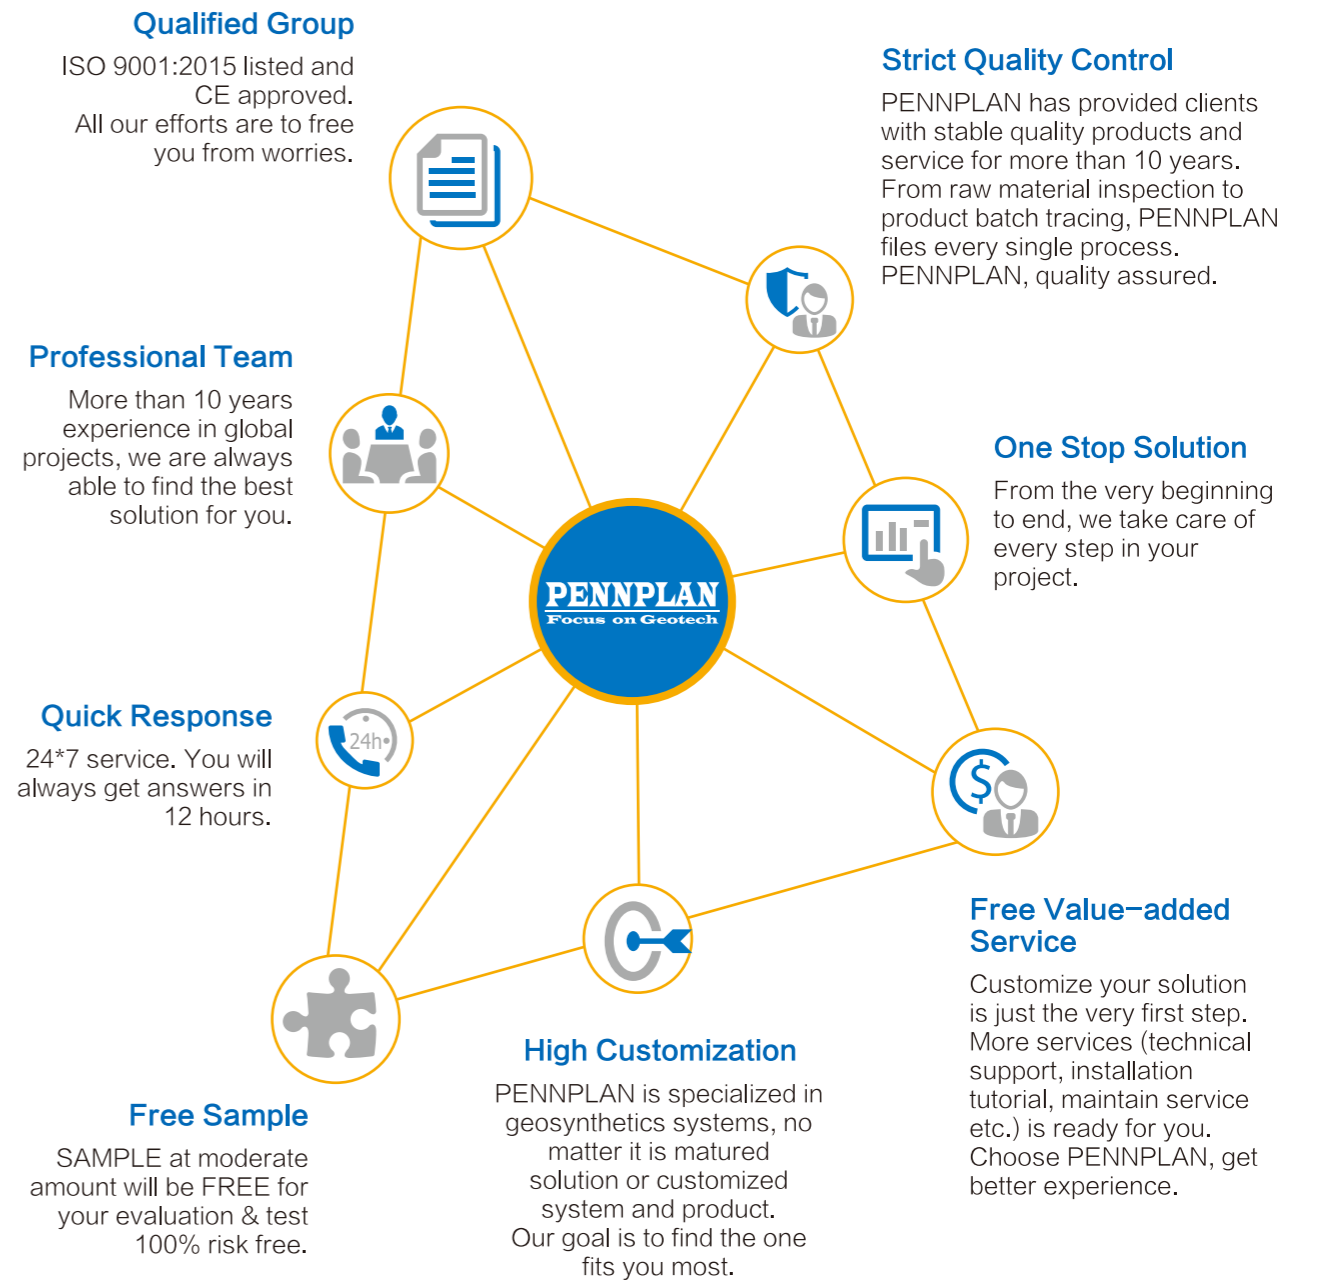 Qualified Group
ISO 9001:2015 listed and
CE approved.
All our efforts are to free
you from worries.
Strict Quality Control
PENNPLAN has provided clients
with stable quality products and
service for more than 10 years.
From raw material inspection to
product batch tracing, PENNPLAN
files every single process.
PENNPLAN, quality assured.
Professional Team
More than 10 years
experience in global
projects, we are always
able to find the best
solution for you.
One Stop Solution
From the very beginning
to end, we take care of
every step in your
project.
PENNPLAN
Focus on Geotech
Quick Response
24*7 service. You will
always get answers in
12 hours.
24h
$
Free Value-added
Service
Customize your solution
is just the very first step.
More services (technical
support, installation
tutorial, maintain service
etc.) is ready for you.
Choose PENNPLAN, get
better experience.
High Customization
PENNPLAN is specialized in
geosynthetics systems, no
matter it is matured
solution or customized
system and product.
Our goal is to find the one
fits you most.
Free Sample
SAMPLE at moderate
amount will be FREE for
your evaluation & test
100% risk free.